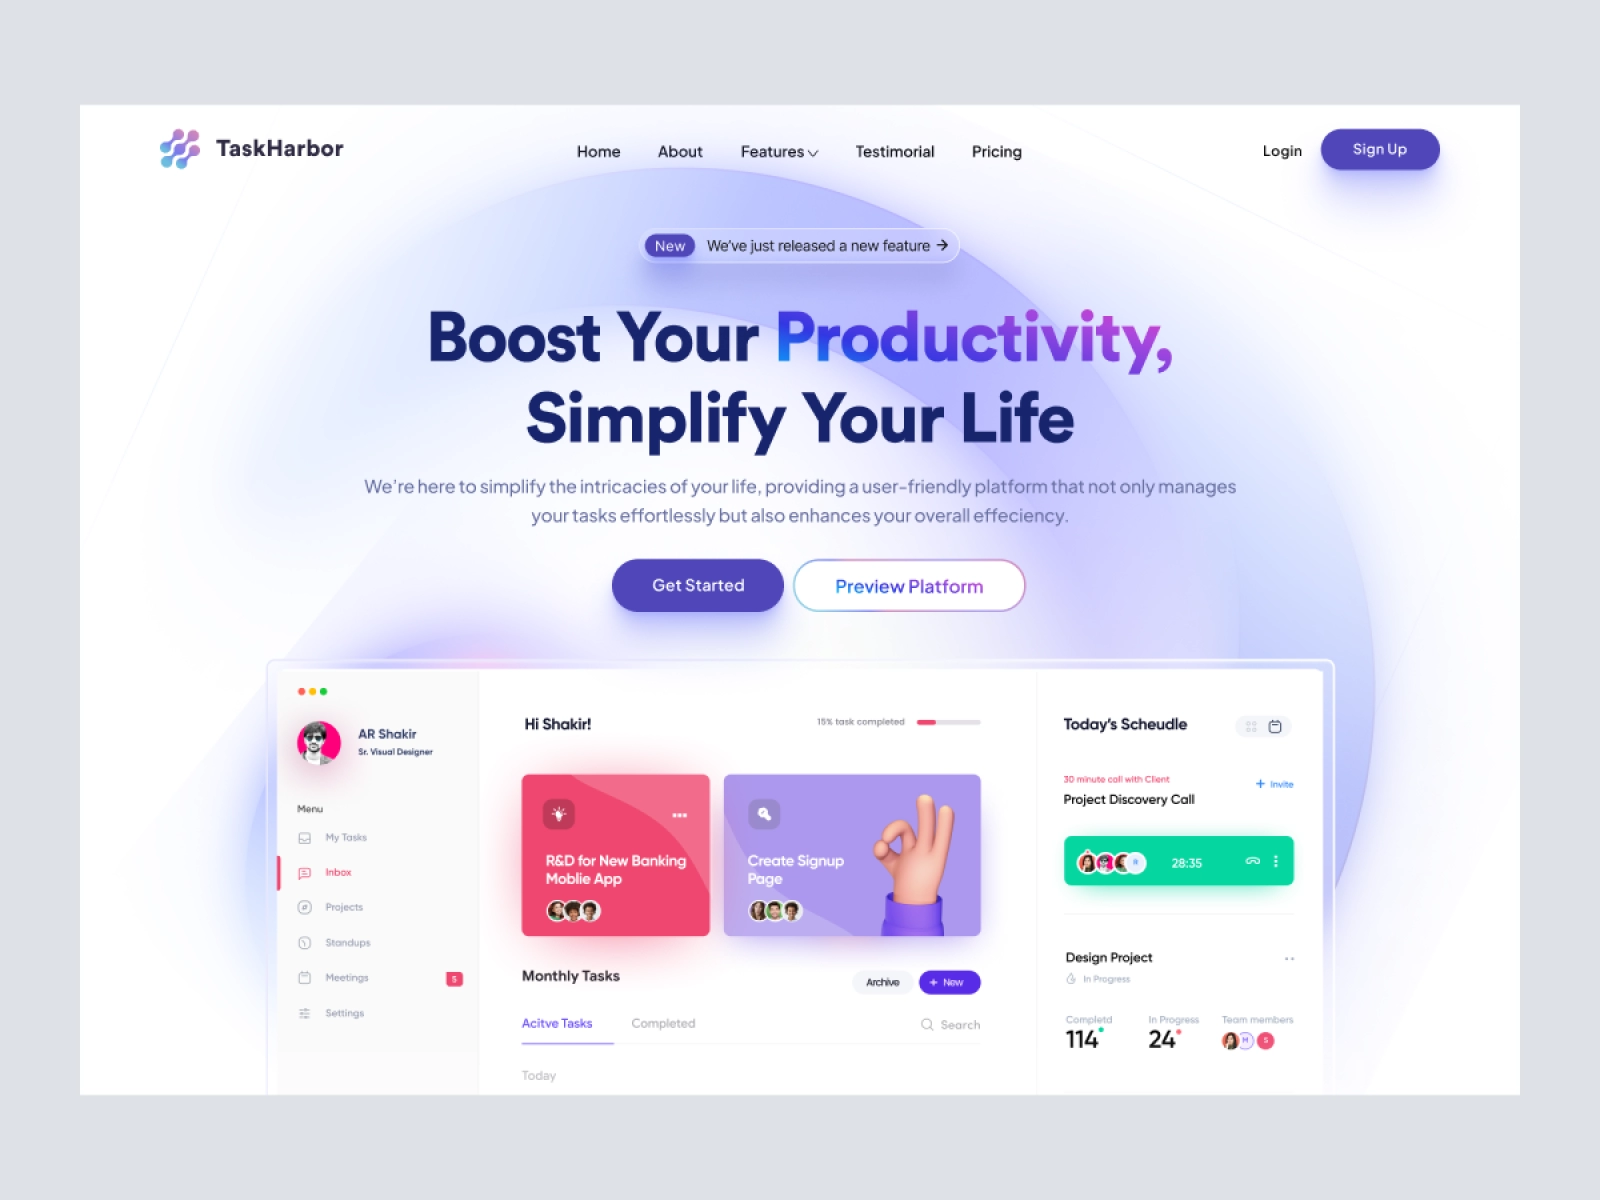 TaskHarbor
Home About Features Testimorial Pricing
Login Sign Up
New We've just released a new feature →
Boost Your Productivity,
Simplify Your Life
We're here to simplify the intricacies of your life, providing a user-friendly platform that not only manages
your tasks effortlessly but also enhances your overall effeciency.
Get Started Preview Platform
AR Shakir
Sr. Visual Designer
Menu
My Tasks
Inbox
Projects
Standups
Meetings 5
Settings
Hi Shakir!
15% task completed
R&D for New Banking
Moblie App
Create Signup
Page
Monthly Tasks
Archive + New
Acitve Tasks Completed Search
Today
Today's Scheudle
30 minute call with Client
+ Invite
Project Discovery Call
R 28:35
Design Project
In Progress
Completd In Progress Team members
114 24 M S